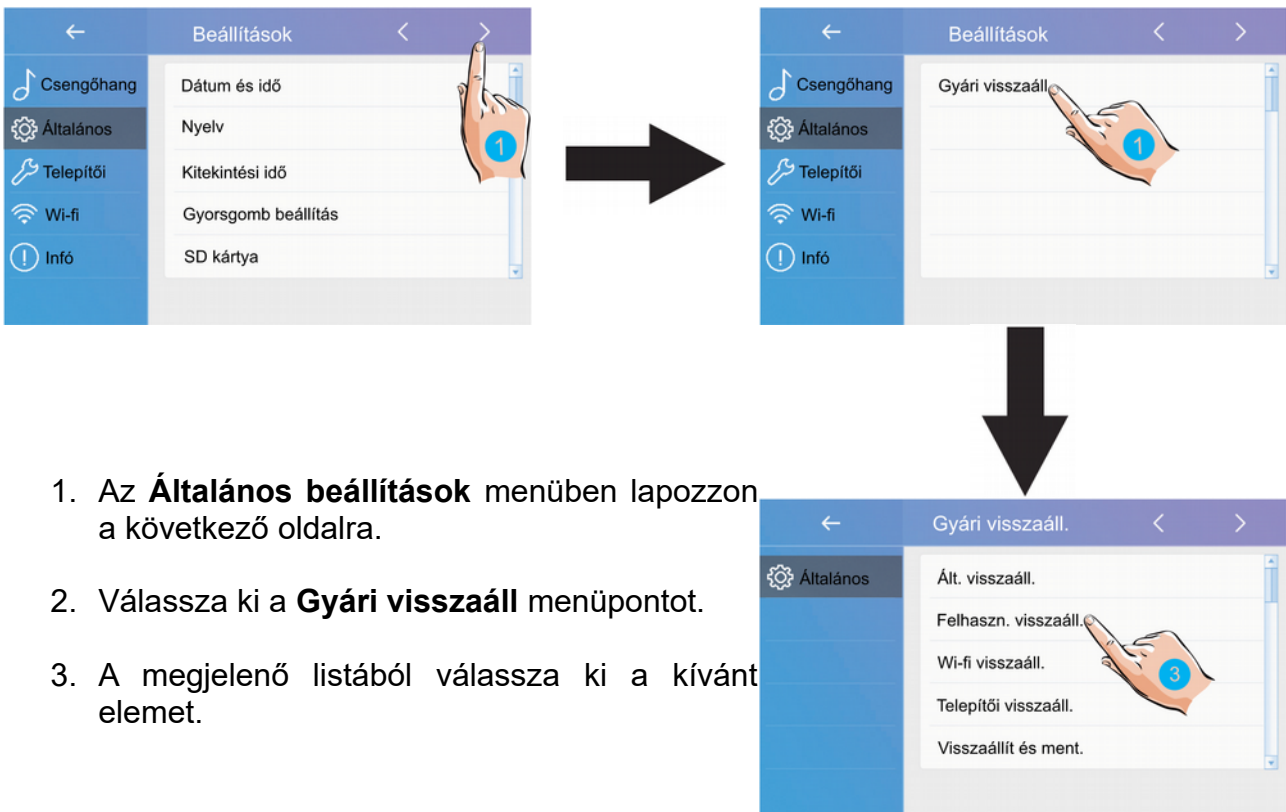 Beállítások
Csengőhang
Általános
Telepítői
Wi-fi
Infó
Dátum és idő
Nyelv
Kitekintési idő
Gyorsgomb beállítás
SD kártya
1
Beállítások
Csengőhang
Általános
Telepítői
Wi-fi
Infó
Gyári visszaáll
1
1. Az Általános beállítások menüben lapozzon
a következő oldalra.
2. Válassza ki a Gyári visszaáll menüpontot.
3. A megjelenő listából válassza ki a kívánt
elemet.
Gyári visszaáll.
Általános
Ált. visszaáll.
Felhaszn. visszaáll.
Wi-fi visszaáll.
Telepítői visszaáll.
Visszaállít és ment.
3